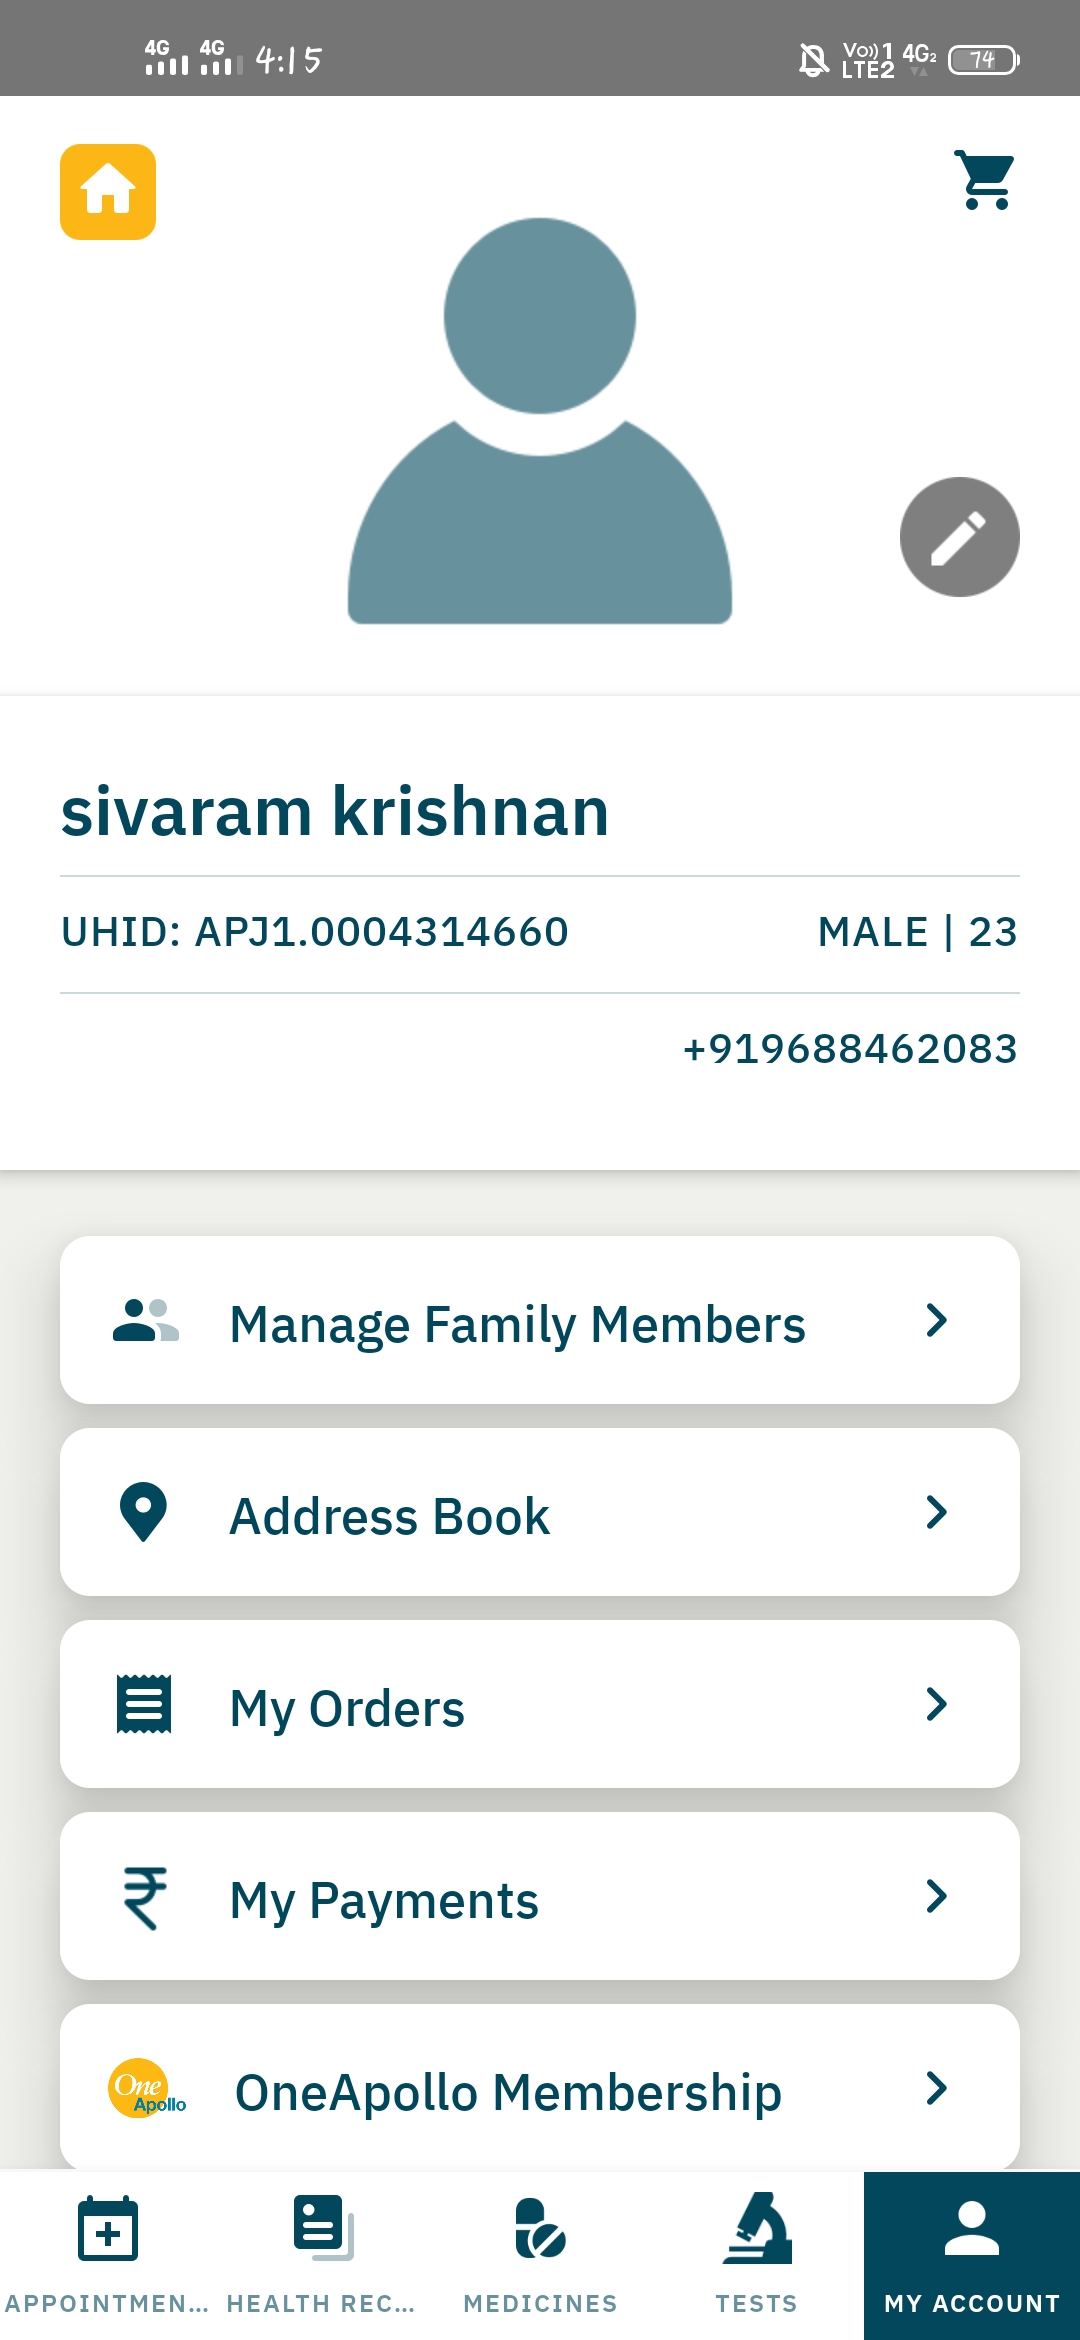 4G 4G 4:15 Vo)) 1 LTE2 4G2 74
sivaram krishnan
UHID: APJ1.0004314660 MALE | 23
+919688462083
Manage Family Members
Address Book
My Orders
My Payments
One Apollo OneApollo Membership
APPOINTMEN... HEALTH REC... MEDICINES TESTS MY ACCOUNT